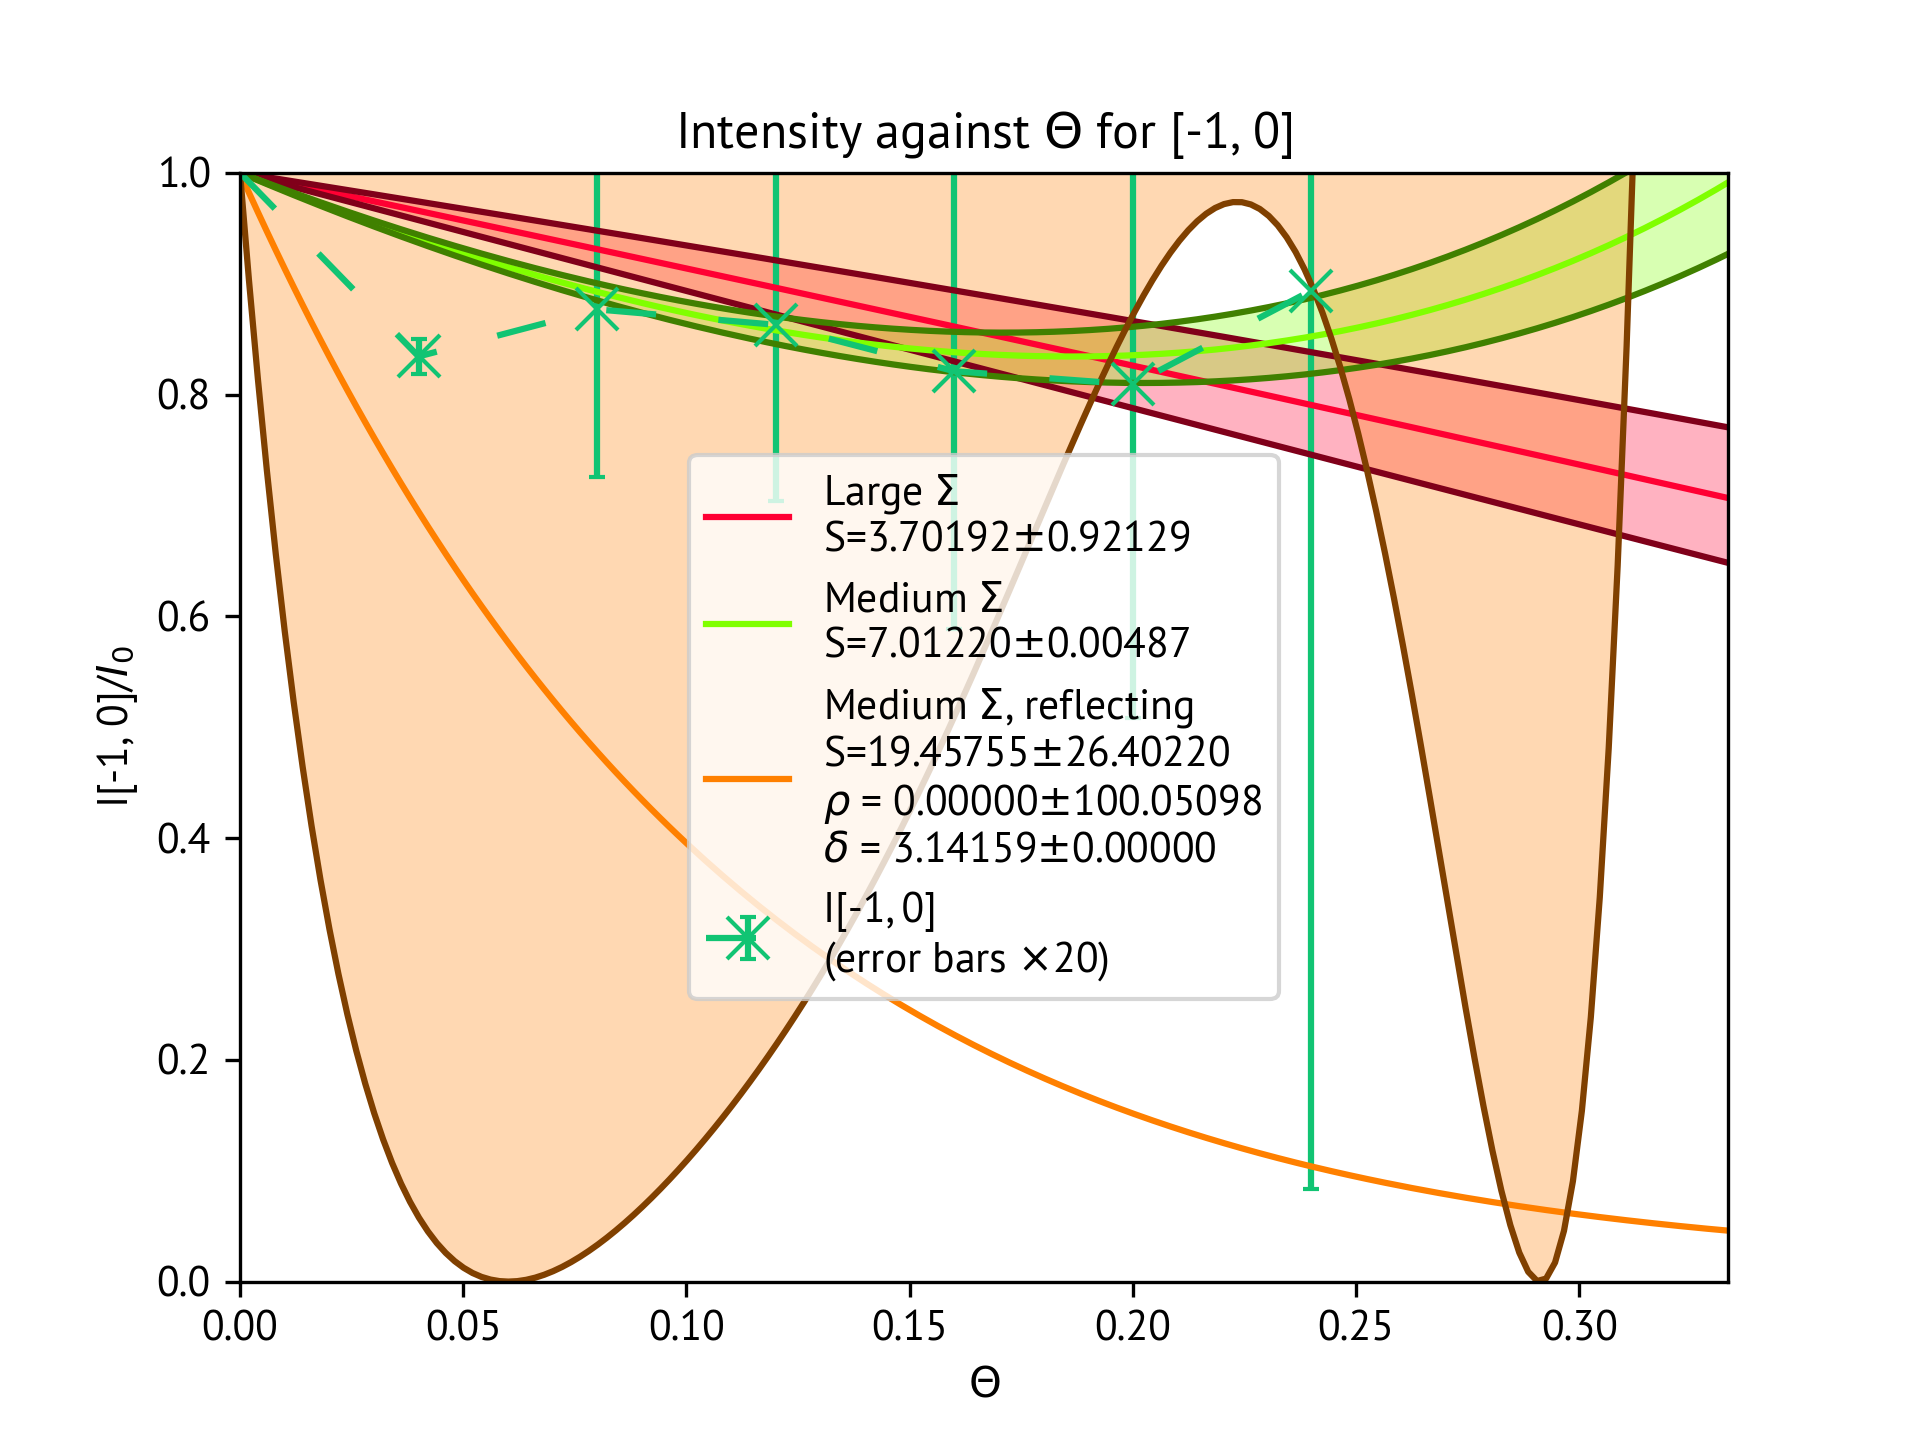 Intensity against Θ for [-1, 0]
I[-1, 0]/I₀
1.0
0.8
0.6
0.4
0.2
0.0
0.00 0.05 0.10 0.15 0.20 0.25 0.30
Θ
Large Σ
S=3.70192±0.92129
Medium Σ
S=7.01220±0.00487
Medium Σ, reflecting
S=19.45755±26.40220
ρ = 0.00000±100.05098
δ = 3.14159±0.00000
I[-1, 0]
(error bars ×20)